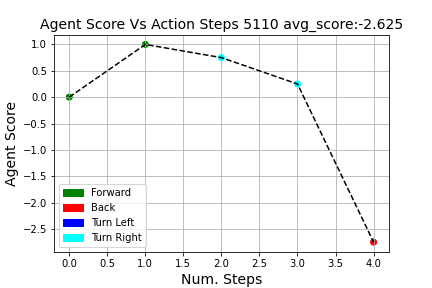 Agent Score Vs Action Steps 5110 avg_score:-2.625
1.0
0.5
0.0
−0.5
−1.0
−1.5
−2.0
−2.5
Agent Score
Forward
Back
Turn Left
Turn Right
0.0 0.5 1.0 1.5 2.0 2.5 3.0 3.5 4.0
Num. Steps